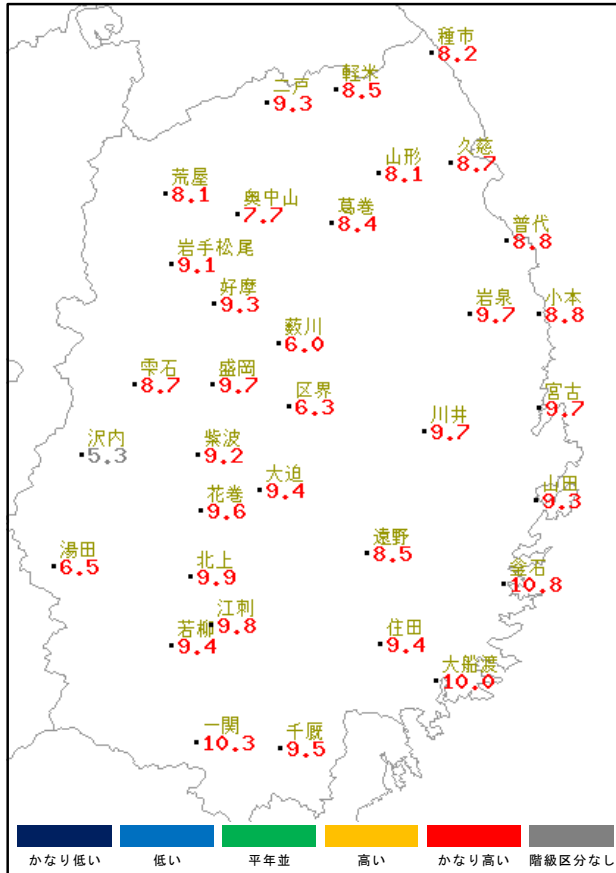 種市
8.2
軽米
8.5
二戸
9.3
久慈
8.7
山形
8.1
荒屋
8.1
奥中山
7.7
葛巻
8.4
普代
8.8
岩手松尾
9.1
好摩
9.3
岩泉
9.7
小本
8.8
薮川
6.0
雫石
8.7
盛岡
9.7
区界
6.3
川井
9.7
宮古
9.7
沢内
5.3
紫波
9.2
大迫
9.4
花巻
9.6
山田
9.3
湯田
6.5
北上
9.9
遠野
8.5
釜石
10.8
江刺
9.8
若柳
9.4
住田
9.4
大船渡
10.0
一関
10.3
千厩
9.5
かなり低い 低い 平年並 高い かなり高い 階級区分なし